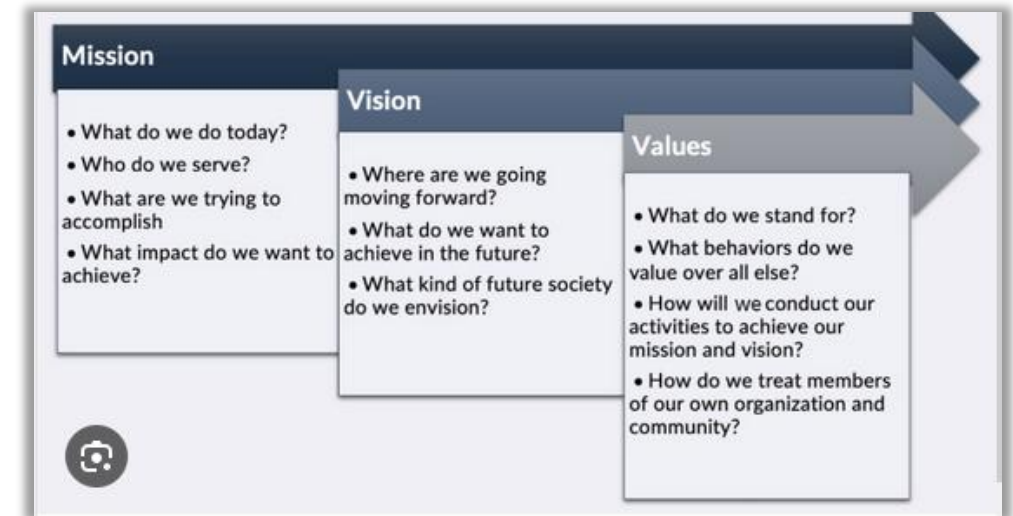 Mission
• What do we do today?
• Who do we serve?
• What are we trying to
accomplish
• What impact do we want to
achieve?
Vision
• Where are we going
moving forward?
• What do we want to
achieve in the future?
• What kind of future society
do we envision?
Values
• What do we stand for?
• What behaviors do we
value over all else?
• How will we conduct our
activities to achieve our
mission and vision?
• How do we treat members
of our own organization and
community?